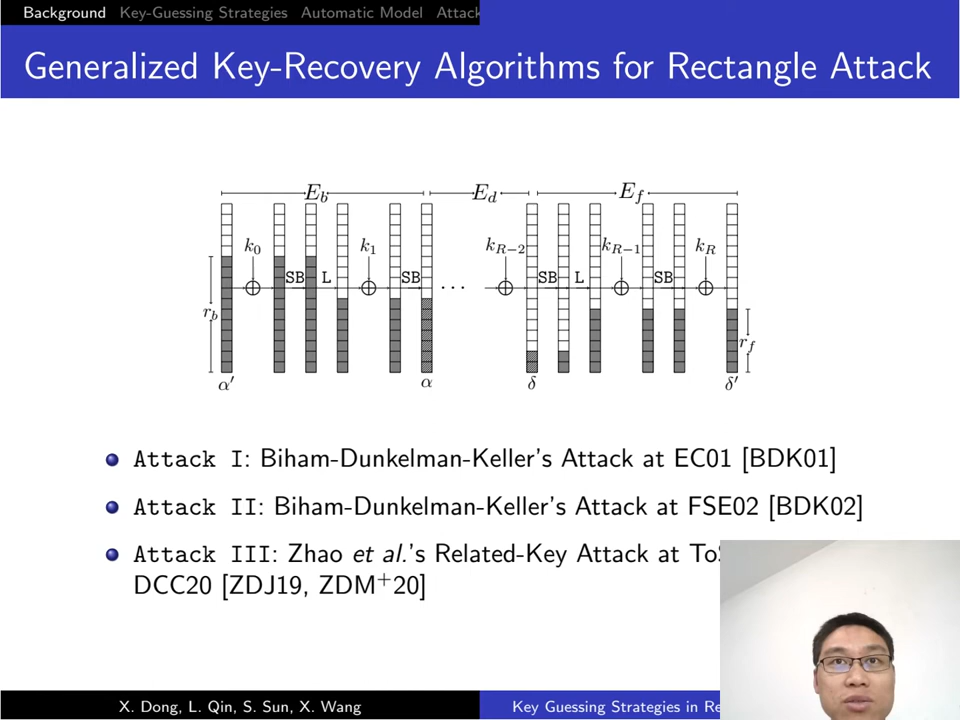 Background Key-Guessing Strategies Automatic Model Attack
Generalized Key-Recovery Algorithms for Rectangle Attack
E_b E_d E_f
k_0 k_1 k_{R−2} k_{R−1} k_R
SB L SB ··· SB L SB
r_b r_f
α′ α δ δ′
Attack I: Biham-Dunkelman-Keller's Attack at EC01 [BDK01]
Attack II: Biham-Dunkelman-Keller's Attack at FSE02 [BDK02]
Attack III: Zhao et al.'s Related-Key Attack at
DCC20 [ZDJ19, ZDM⁺20]
X. Dong, L. Qin, S. Sun, X. Wang Key Guessing Strategies in